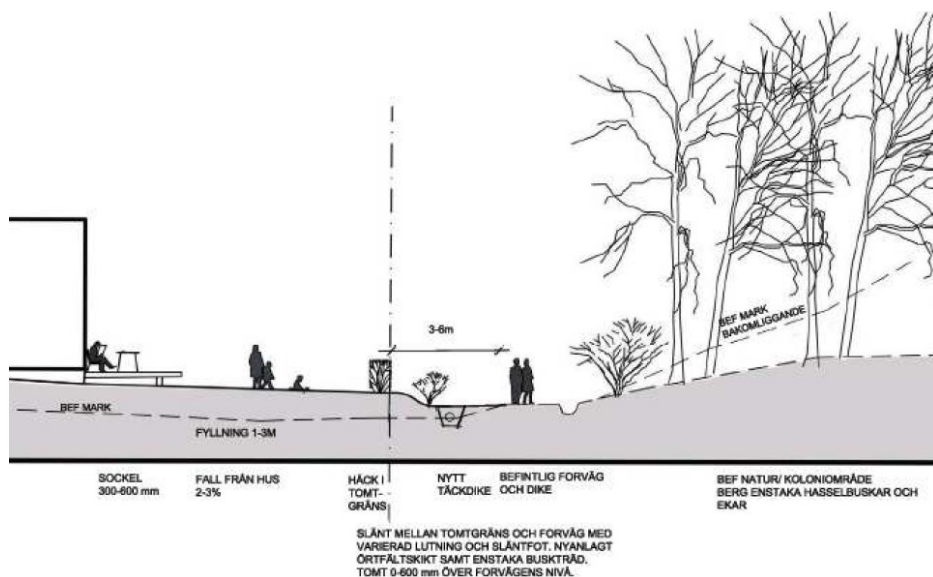 BEF MARK
BAKOMLIGGANDE
3-6m
BEF MARK
FYLLNING 1-3M
SOCKEL
300-600 mm
FALL FRÅN HUS
2-3%
HÄCK I
TOMT-
GRÄNS
NYTT
TÄCKDIKE
BEFINTLIG FORVÄG
OCH DIKE
BEF NATUR/ KOLONIOMRÅDE
BERG ENSTAKA HASSELBUSKAR OCH
EKAR
SLÄNT MELLAN TOMTGRÄNS OCH FORVÄG MED
VARIERAD LUTNING OCH SLÄNTFOT. NYANLAGT
ÖRTFÄLTSKIKT SAMT ENSTAKA BUSKTRÄD.
TOMT 0-600 mm ÖVER FORVÄGENS NIVÅ.